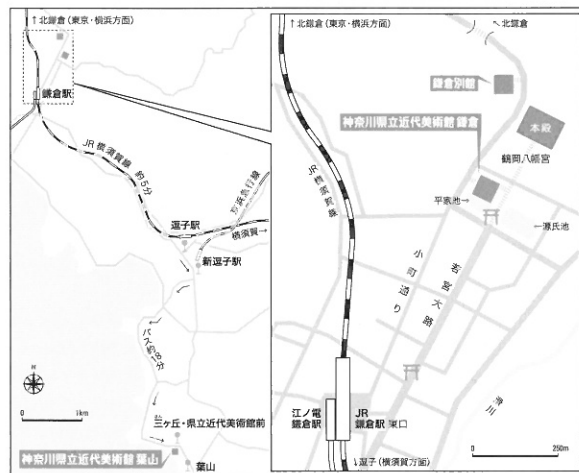 ↑北鎌倉（東京・横浜方面）
鎌倉駅
JR横須賀線 約5分
京浜急行線
逗子駅
横須賀→
新逗子駅
バス約18分
N
0 1km
三ヶ丘・県立近代美術館前
神奈川県立近代美術館 葉山
葉山
↑北鎌倉（東京・横浜方面）
北鎌倉
鎌倉別館
神奈川県立近代美術館 鎌倉
本殿
鶴岡八幡宮
JR横須賀線
平家池→
←源氏池
小町通り
若宮大路
滑川
江ノ電
鎌倉駅
JR
鎌倉駅 東口
↓逗子（横須賀方面）
0 250m